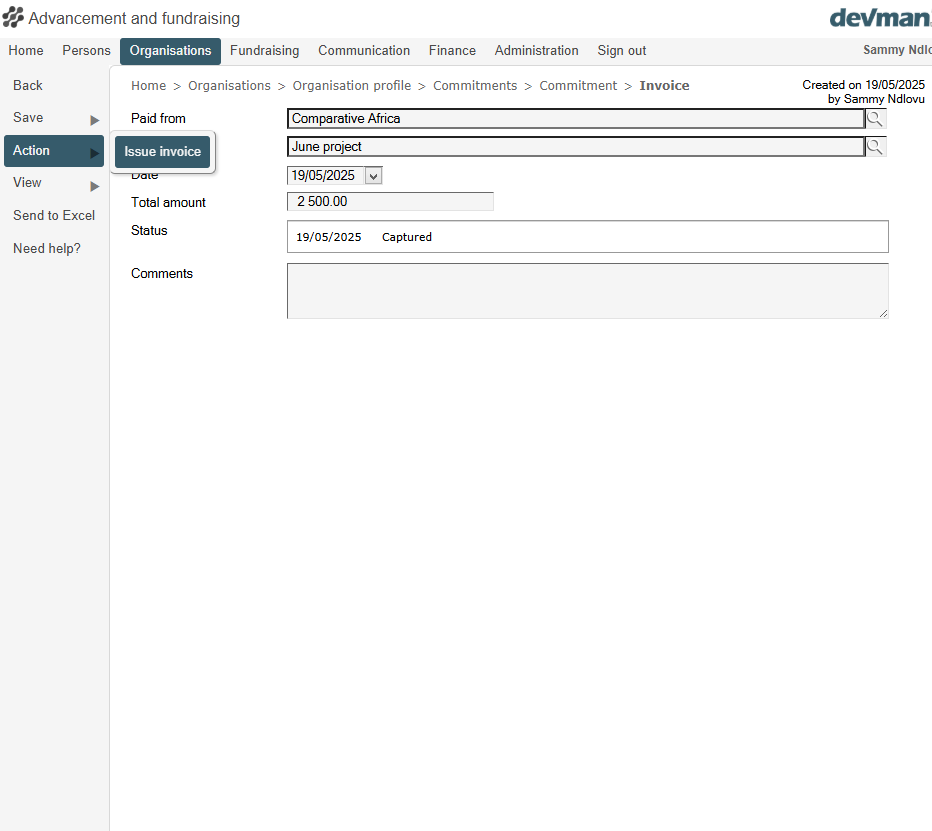 Advancement and fundraising
devman
Home Persons Organisations Fundraising Communication Finance Administration Sign out
Sammy
Back
Save
Action
View
Send to Excel
Need help?
Issue invoice
Home > Organisations > Organisation profile > Commitments > Commitment > Invoice
Created on 19/05/2025
by Sammy Ndlovu
Paid from Comparative Africa
June project
Date 19/05/2025
Total amount 2 500.00
Status 19/05/2025 Captured
Comments